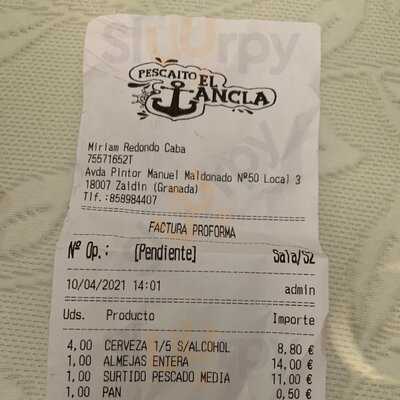 Sluurpy
PESCAITO EL
ANCLA
Miriam Redondo Caba
75571652T
Avda Pintor Manuel Maldonado Nº50 Local 3
18007 Zaidin (Granada)
Tlf.:858984407
FACTURA PROFORMA
Nº Op.: [Pendiente] Sala/S2
10/04/2021 14:01 admin
Uds. Producto Importe
4,00 CERVEZA 1/5 S/ALCOHOL 8,80 €
1,00 ALMEJAS ENTERA 14,00 €
1,00 SURTIDO PESCADO MEDIA 11,00 €
1,00 PAN 0,50 €